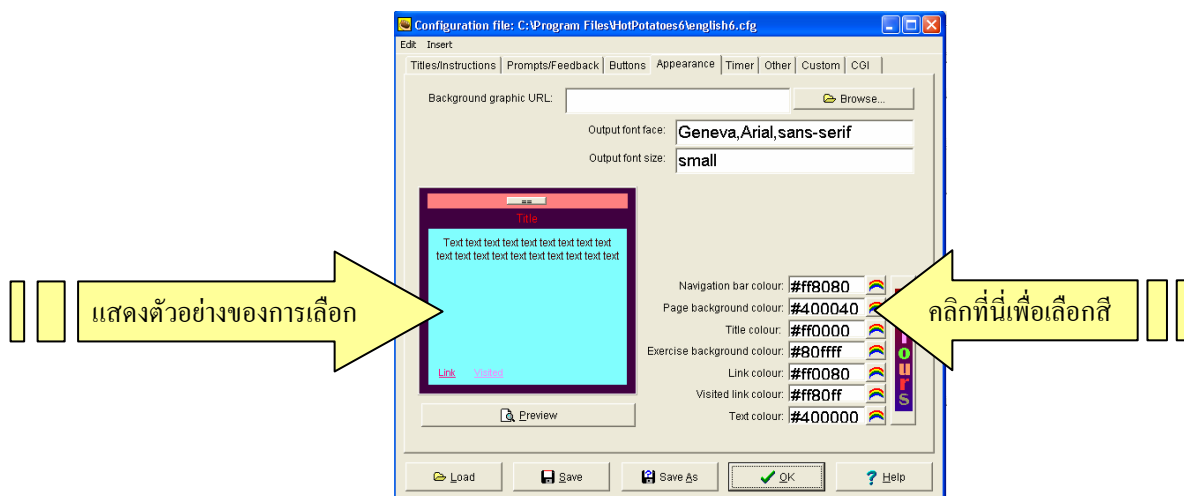 Configuration file: C:\Program Files\HotPotatoes6\english6.cfg
Edit Insert
Titles/Instructions Prompts/Feedback Buttons Appearance Timer Other Custom CGI
Background graphic URL: Browse...
Output font face: Geneva,Arial,sans-serif
Output font size: small
==
Title
Text text text text text text text text text
text text text text text text text text text text
Link Visited
Preview
Navigation bar colour: #ff8080
Page background colour: #400040
Title colour: #ff0000
Exercise background colour: #80ffff
Link colour: #ff0080
Visited link colour: #ff80ff
Text colour: #400000
ours
แสดงตัวอย่างของการเลือก
คลิกที่นี่เพื่อเลือกสี
Load Save Save As OK Help